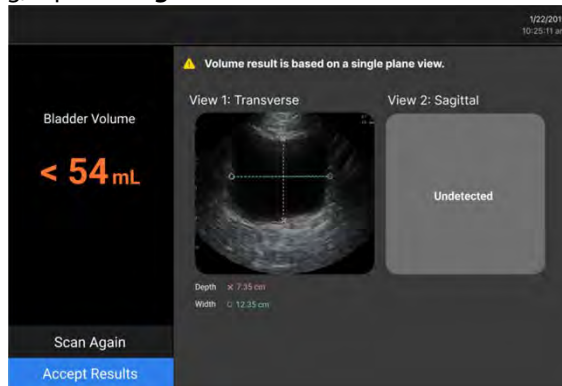 1/22/201
10:25:11 am
Volume result is based on a single plane view.
View 1: Transverse
View 2: Sagittal
Bladder Volume
< 54 mL
Undetected
Depth × 7.35 cm
Width ○ 12.35 cm
Scan Again
Accept Results